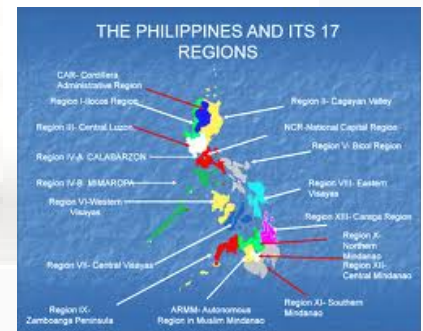 THE PHILIPPINES AND ITS 17
REGIONS
CAR- Cordillera
Administrative Region
Region I-Ilocos Region
Region II- Cagayan Valley
Region III- Central Luzon
NCR-National Capital Region
Region V- Bicol Region
Region IV-A CALABARZON
Region IV-B MIMAROPA
Region VIII- Eastern
Visayas
Region VI-Western
Visayas
Region XIII- Caraga Region
Region X-
Northern
Mindanao
Region XII-
Central Mindanao
Region VII- Central Visayas
Region XI- Southern
Mindanao
Region IX-
Zamboanga Peninsula
ARMM- Autonomous
Region in Muslim Mindanao